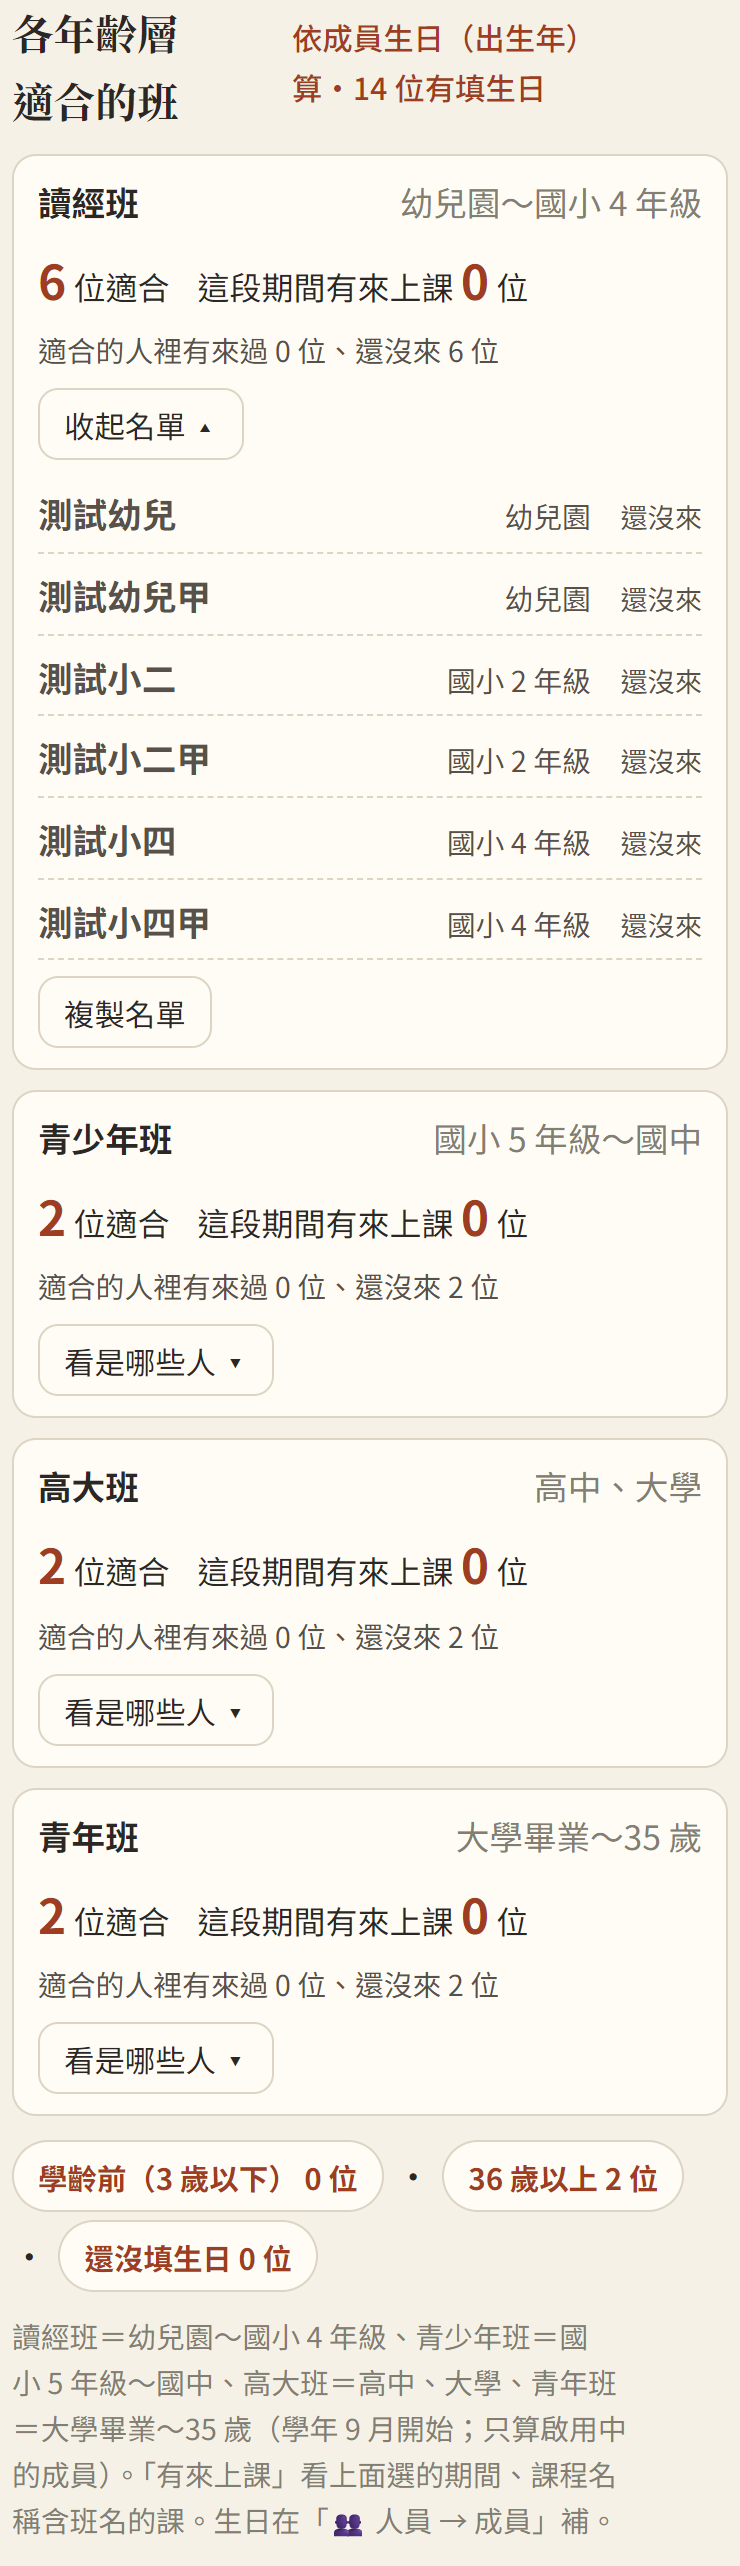 各年齡層
適合的班
依成員生日（出生年）
算・14 位有填生日
讀經班 幼兒園～國小 4 年級
6 位適合 這段期間有來上課 0 位
適合的人裡有來過 0 位、還沒來 6 位
收起名單 ▲
測試幼兒 幼兒園 還沒來
測試幼兒甲 幼兒園 還沒來
測試小二 國小 2 年級 還沒來
測試小二甲 國小 2 年級 還沒來
測試小四 國小 4 年級 還沒來
測試小四甲 國小 4 年級 還沒來
複製名單
青少年班 國小 5 年級～國中
2 位適合 這段期間有來上課 0 位
適合的人裡有來過 0 位、還沒來 2 位
看是哪些人 ▼
高大班 高中、大學
2 位適合 這段期間有來上課 0 位
適合的人裡有來過 0 位、還沒來 2 位
看是哪些人 ▼
青年班 大學畢業～35 歲
2 位適合 這段期間有來上課 0 位
適合的人裡有來過 0 位、還沒來 2 位
看是哪些人 ▼
學齡前（3 歲以下） 0 位 ・ 36 歲以上 2 位
・ 還沒填生日 0 位
讀經班＝幼兒園～國小 4 年級、青少年班＝國
小 5 年級～國中、高大班＝高中、大學、青年班
＝大學畢業～35 歲（學年 9 月開始；只算啟用中
的成員）。「有來上課」看上面選的期間、課程名
稱含班名的課。生日在「👥 人員 → 成員」補。